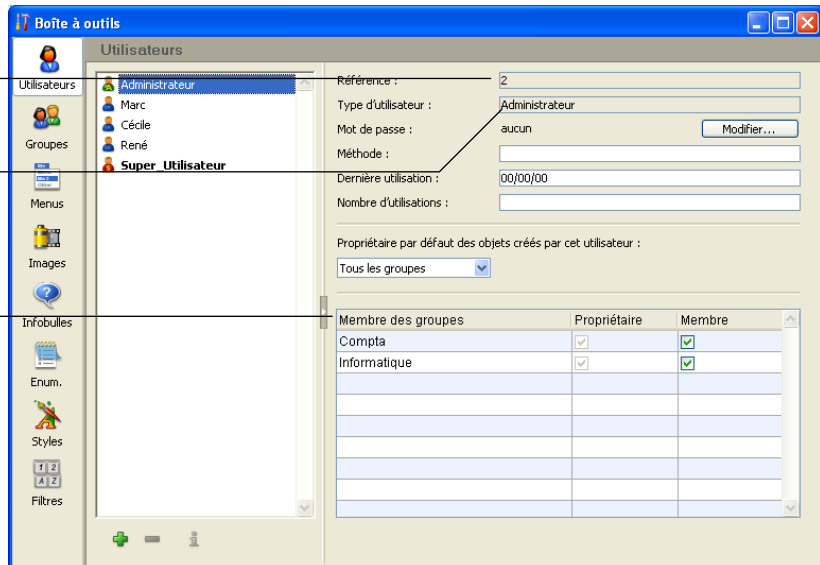 Boîte à outils
Utilisateurs
Utilisateurs
Groupes
Menus
Images
Infobulles
Enum.
Styles
Filtres
Administrateur
Marc
Cécile
René
Super_Utilisateur
Référence : 2
Type d'utilisateur : Administrateur
Mot de passe : aucun Modifier...
Méthode :
Dernière utilisation : 00/00/00
Nombre d'utilisations :
Propriétaire par défaut des objets créés par cet utilisateur :
Tous les groupes
Membre des groupes Propriétaire Membre
Compta
Informatique